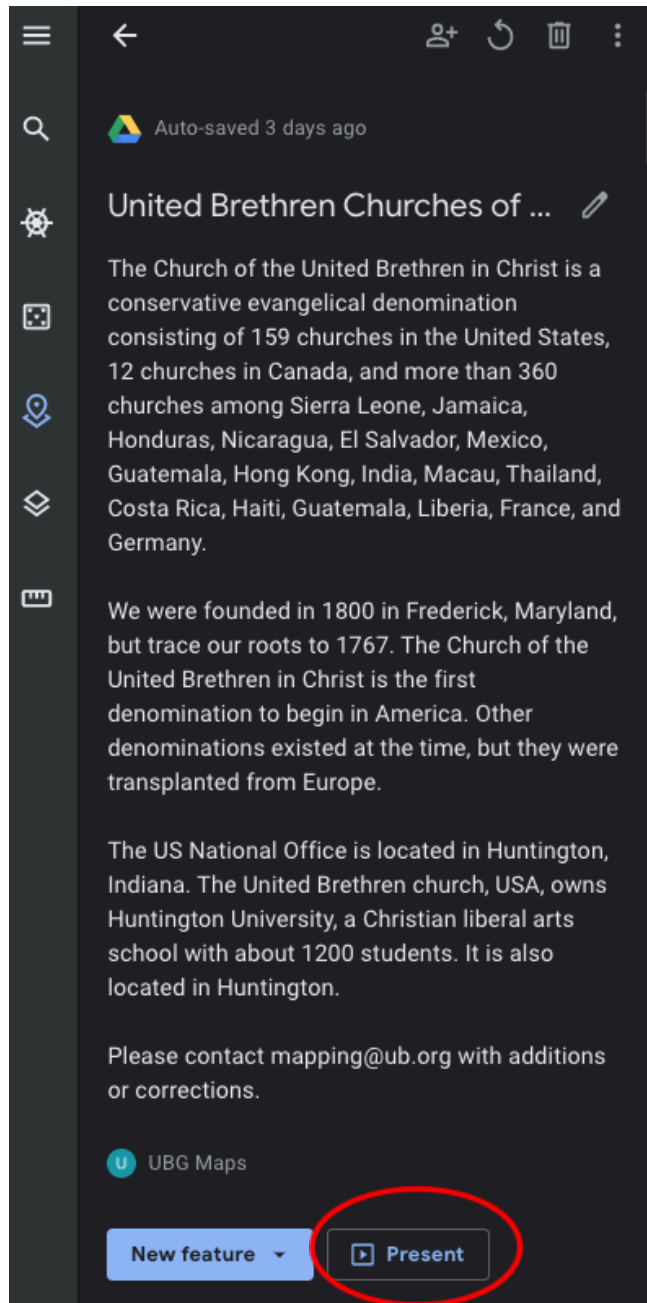 Auto-saved 3 days ago
United Brethren Churches of ...
The Church of the United Brethren in Christ is a
conservative evangelical denomination
consisting of 159 churches in the United States,
12 churches in Canada, and more than 360
churches among Sierra Leone, Jamaica,
Honduras, Nicaragua, El Salvador, Mexico,
Guatemala, Hong Kong, India, Macau, Thailand,
Costa Rica, Haiti, Guatemala, Liberia, France, and
Germany.
We were founded in 1800 in Frederick, Maryland,
but trace our roots to 1767. The Church of the
United Brethren in Christ is the first
denomination to begin in America. Other
denominations existed at the time, but they were
transplanted from Europe.
The US National Office is located in Huntington,
Indiana. The United Brethren church, USA, owns
Huntington University, a Christian liberal arts
school with about 1200 students. It is also
located in Huntington.
Please contact mapping@ub.org with additions
or corrections.
U UBG Maps
New feature Present